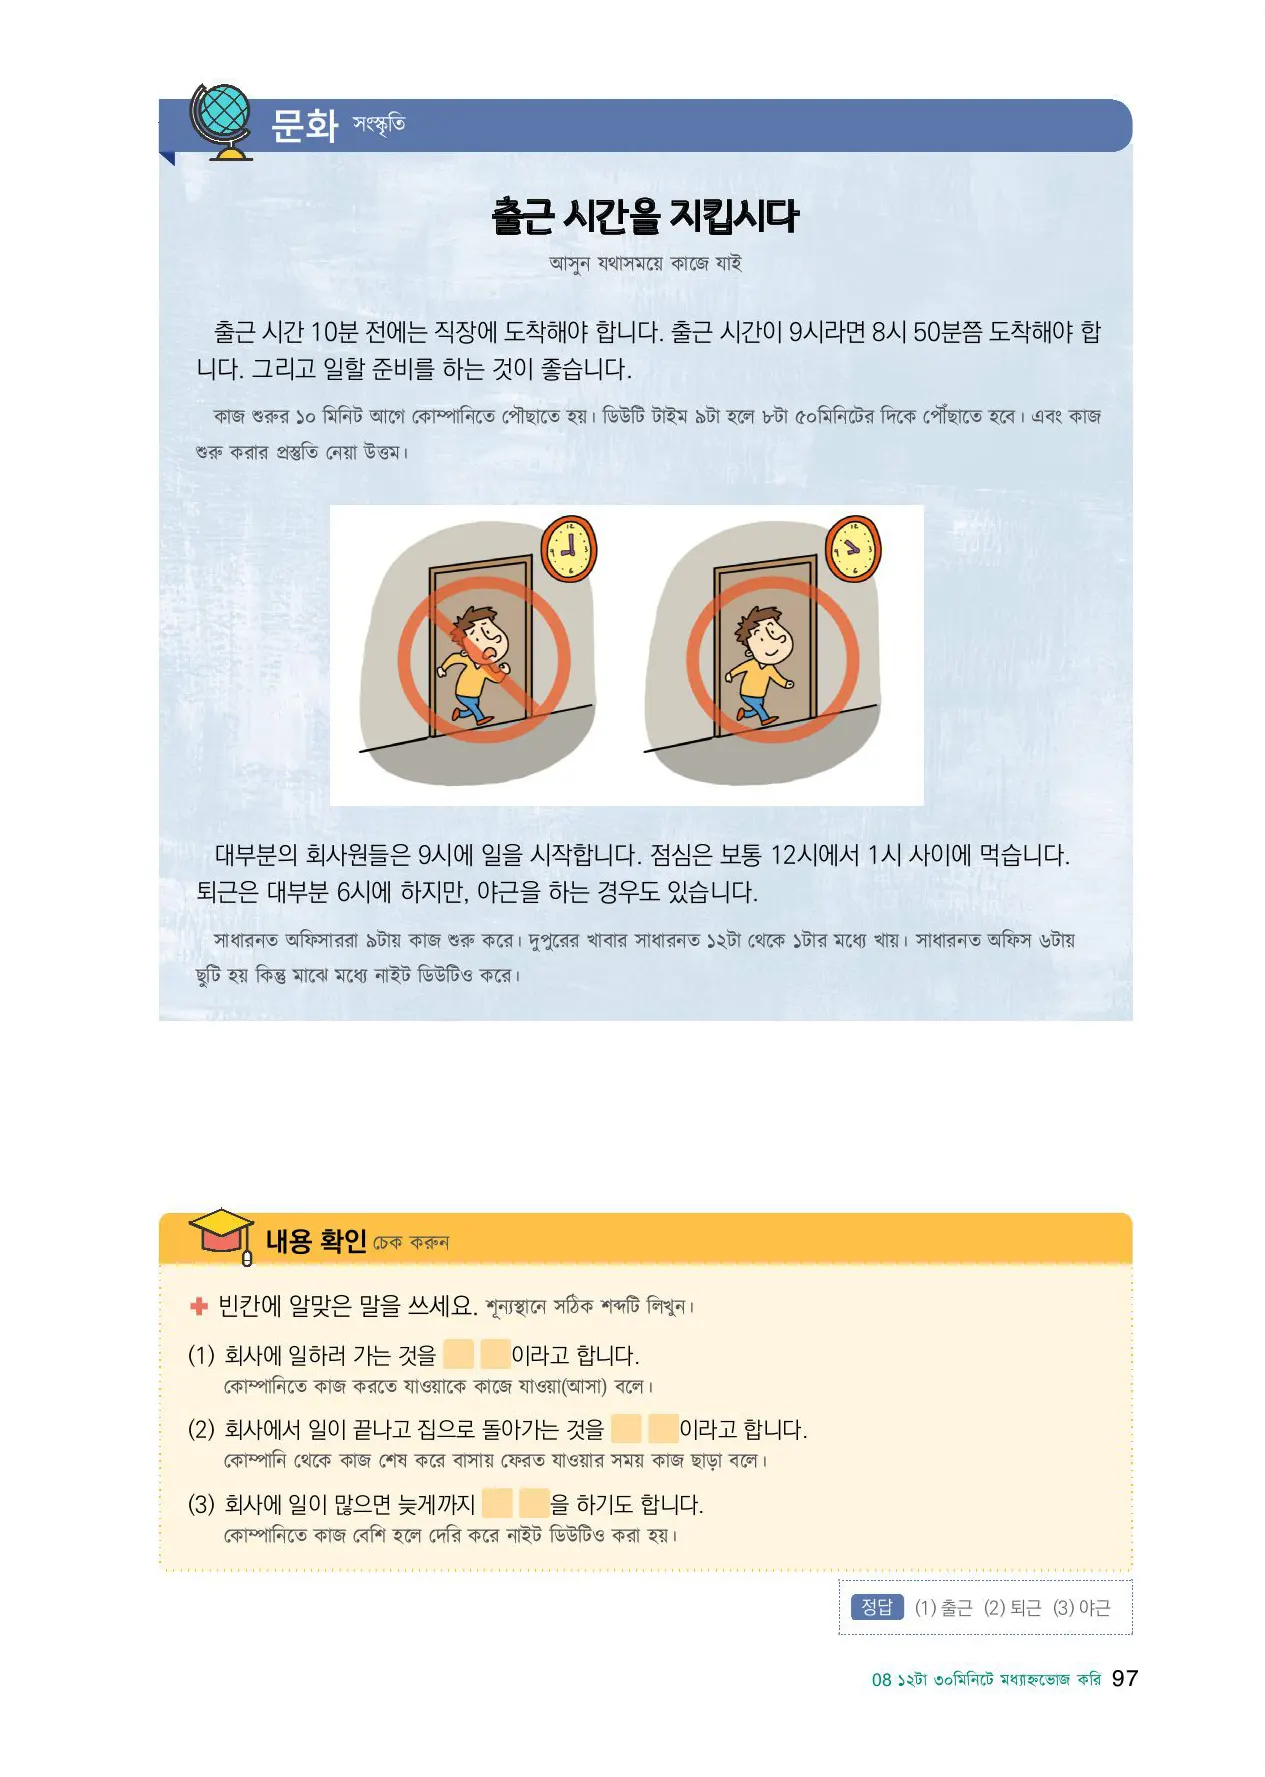 문화 সংস্কৃতি
출근 시간을 지킵시다
আসুন যথাসময়ে কাজে যাই
출근 시간 10분 전에는 직장에 도착해야 합니다. 출근 시간이 9시라면 8시 50분쯤 도착해야 합
니다. 그리고 일할 준비를 하는 것이 좋습니다.
কাজ শুরুর ১০ মিনিট আগে কোম্পানিতে পৌছাতে হয়। ডিউটি টাইম ৯টা হলে ৮টা ৫০মিনিটের দিকে পৌঁছাতে হবে। এবং কাজ
শুরু করার প্রস্তুতি নেয়া উত্তম।
12
9
3
6
12
9
3
6
대부분의 회사원들은 9시에 일을 시작합니다. 점심은 보통 12시에서 1시 사이에 먹습니다.
퇴근은 대부분 6시에 하지만, 야근을 하는 경우도 있습니다.
সাধারনত অফিসাররা ৯টায় কাজ শুরু করে। দুপুরের খাবার সাধারনত ১২টা থেকে ১টার মধ্যে খায়। সাধারনত অফিস ৬টায়
ছুটি হয় কিন্তু মাঝে মধ্যে নাইট ডিউটিও করে।
내용 확인 চেক করুন
빈칸에 알맞은 말을 쓰세요. শূন্যস্থানে সঠিক শব্দটি লিখুন।
(1) 회사에 일하러 가는 것을 이라고 합니다.
কোম্পানিতে কাজ করতে যাওয়াকে কাজে যাওয়া(আসা) বলে।
(2) 회사에서 일이 끝나고 집으로 돌아가는 것을 이라고 합니다.
কোম্পানি থেকে কাজ শেষ করে বাসায় ফেরত যাওয়ার সময় কাজ ছাড়া বলে।
(3) 회사에 일이 많으면 늦게까지 을 하기도 합니다.
কোম্পানিতে কাজ বেশি হলে দেরি করে নাইট ডিউটিও করা হয়।
정답 (1) 출근 (2) 퇴근 (3) 야근
08 ১২টা ৩০মিনিটে মধ্যাহ্নভোজ করি 97